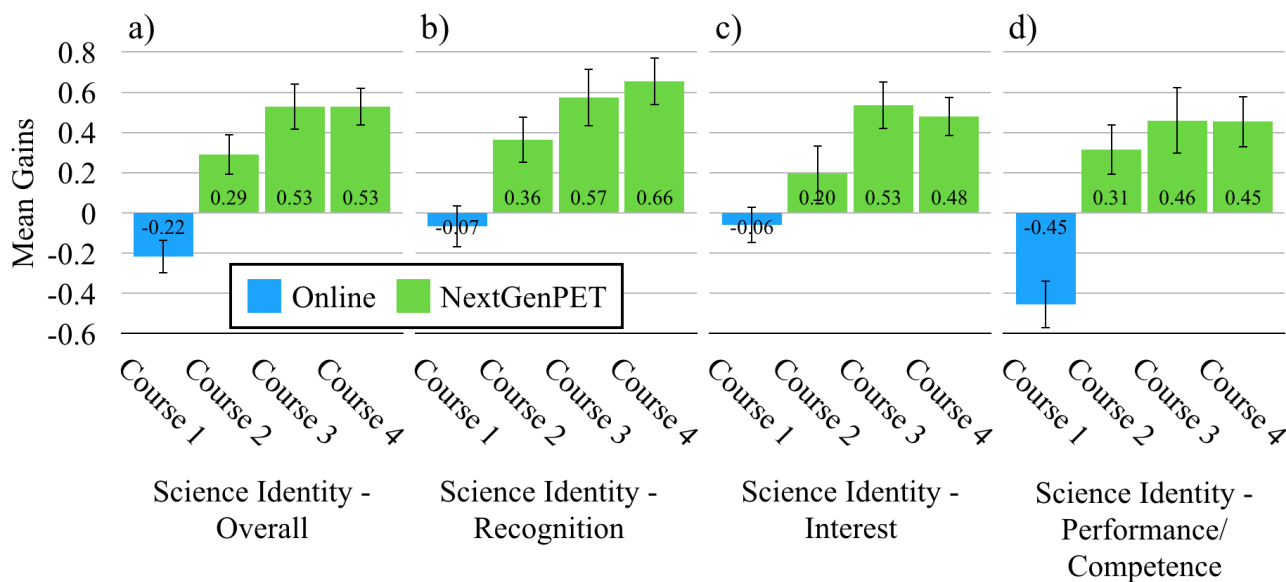 a)
b)
c)
d)
Mean Gains
0.8
0.6
0.4
0.2
0
-0.2
-0.4
-0.6
-0.22
0.29
0.53
0.53
-0.07
0.36
0.57
0.66
-0.06
0.20
0.53
0.48
-0.45
0.31
0.46
0.45
Online
NextGenPET
Course 1
Course 2
Course 3
Course 4
Course 1
Course 2
Course 3
Course 4
Course 1
Course 2
Course 3
Course 4
Course 1
Course 2
Course 3
Course 4
Science Identity -
Overall
Science Identity -
Recognition
Science Identity -
Interest
Science Identity -
Performance/
Competence